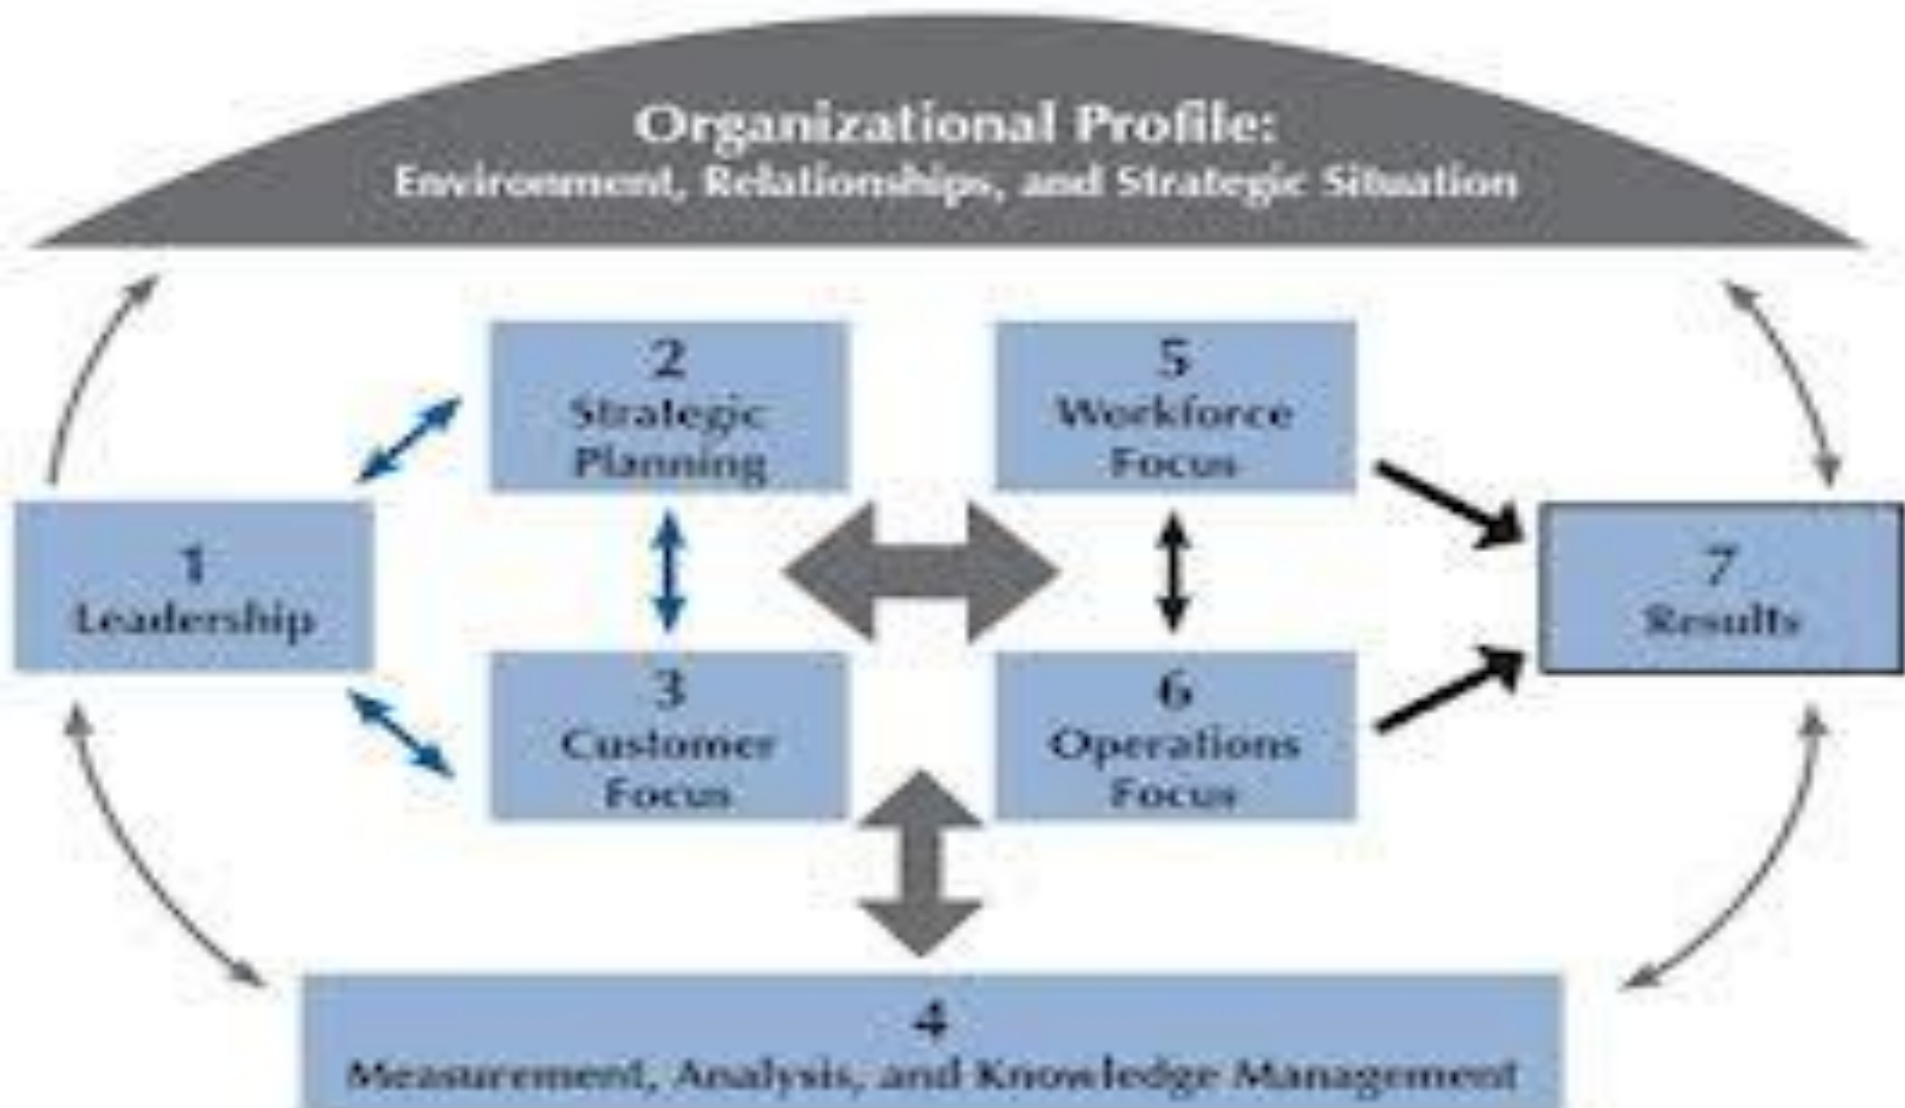 Organizational Profile:
Environment, Relationships, and Strategic Situation
2
Strategic
Planning
5
Workforce
Focus
1
Leadership
7
Results
3
Customer
Focus
6
Operations
Focus
4
Measurement, Analysis, and Knowledge Management